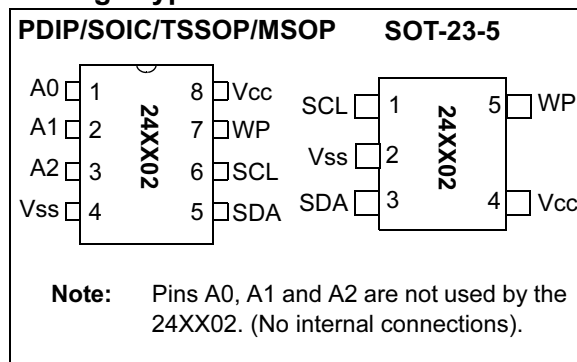 PDIP/SOIC/TSSOP/MSOP SOT-23-5
A0 1 8 Vcc
A1 2 7 WP
A2 3 6 SCL
Vss 4 5 SDA
24XX02
SCL 1 5 WP
Vss 2
SDA 3 4 Vcc
24XX02
Note: Pins A0, A1 and A2 are not used by the
24XX02. (No internal connections).